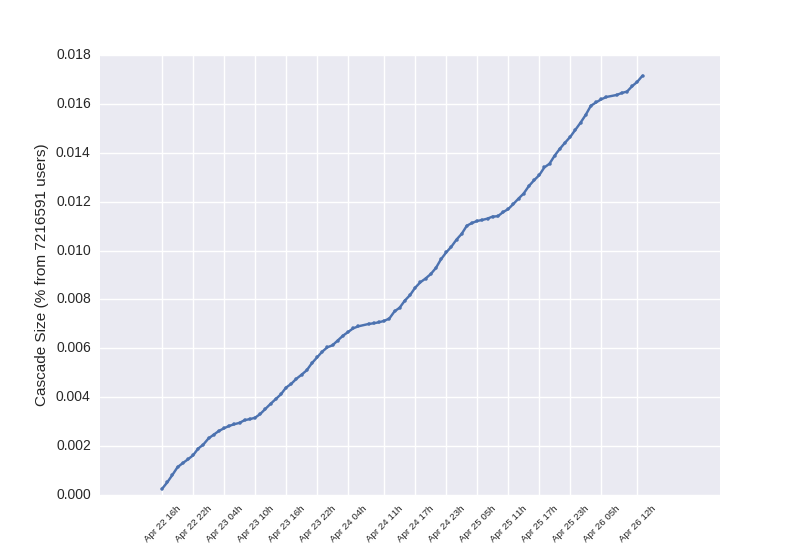 0.018
0.016
0.014
0.012
0.010
0.008
0.006
0.004
0.002
0.000
Cascade Size (% from 7216591 users)
Apr 22 16h
Apr 22 22h
Apr 23 04h
Apr 23 10h
Apr 23 16h
Apr 23 22h
Apr 24 04h
Apr 24 11h
Apr 24 17h
Apr 24 23h
Apr 25 05h
Apr 25 11h
Apr 25 17h
Apr 25 23h
Apr 26 05h
Apr 26 12h